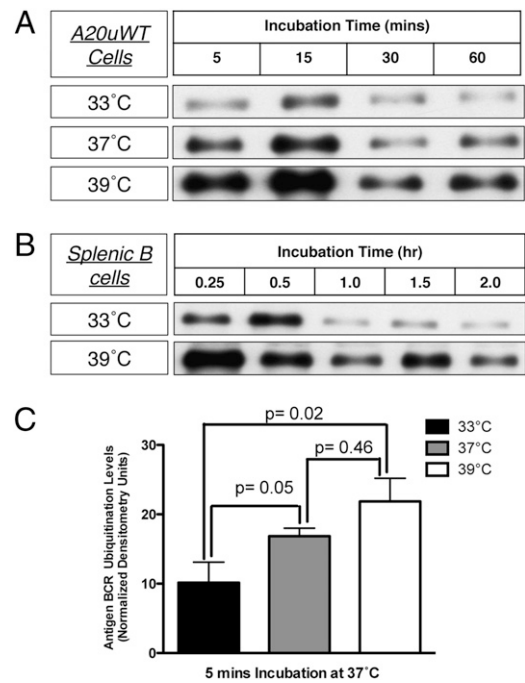 A
A20uWT
Cells
Incubation Time (mins)
5 15 30 60
33°C
37°C
39°C
B
Splenic B
cells
Incubation Time (hr)
0.25 0.5 1.0 1.5 2.0
33°C
39°C
C
p= 0.02
p= 0.46
p= 0.05
33°C
37°C
39°C
30
20
10
0
Antigen BCR Ubiquitination Levels
(Normalized Densitometry Units)
5 mins Incubation at 37°C